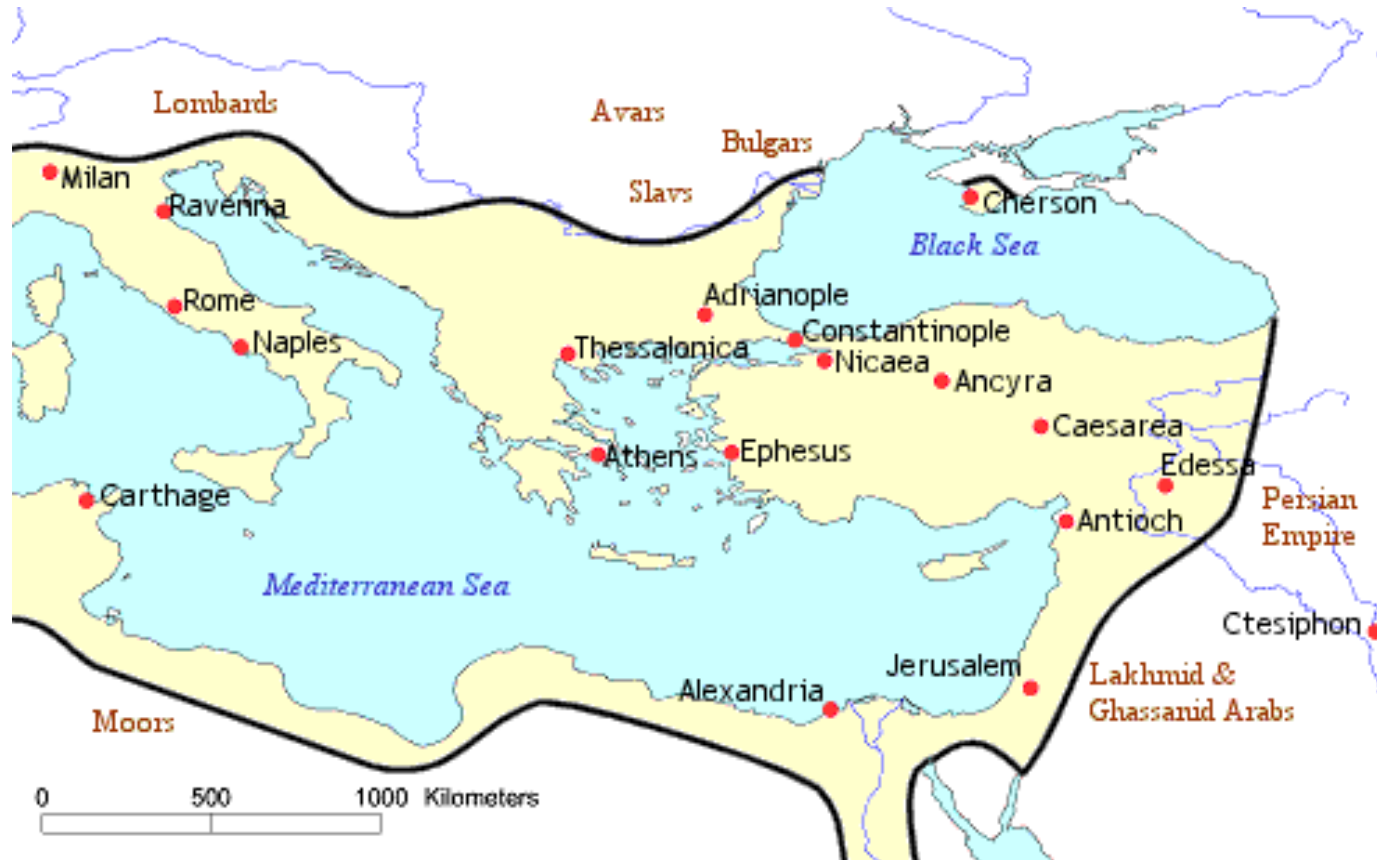 Lombards
Avars
Bulgars
Slavs
Milan
Ravenna
Cherson
Black Sea
Rome
Adrianople
Naples
Constantinople
Thessalonica
Nicaea
Ancyra
Caesarea
Athens
Ephesus
Edessa
Carthage
Persian
Empire
Antioch
Mediterranean Sea
Ctesiphon
Jerusalem
Lakhmid &
Ghassanid Arabs
Alexandria
Moors
0 500 1000 Kilometers